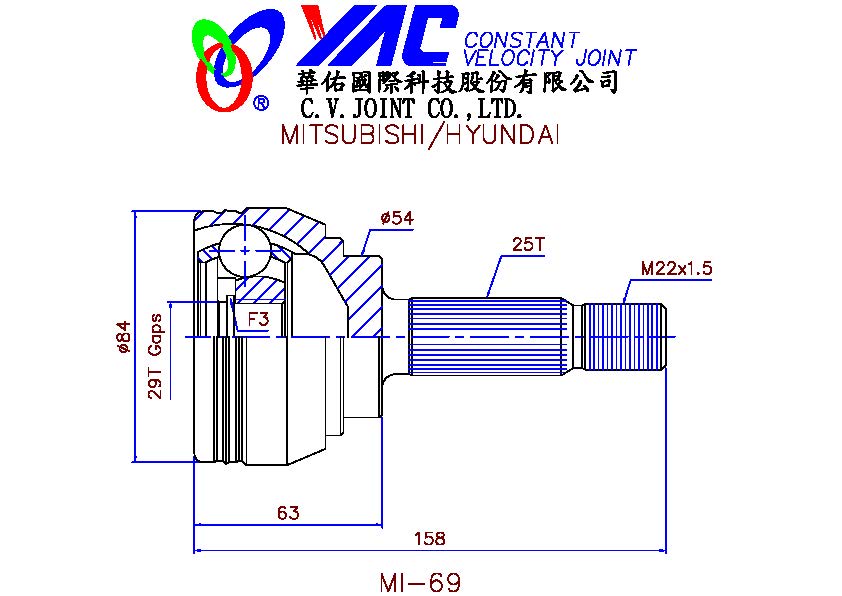 YAC CONSTANT
VELOCITY JOINT
華佑國際科技股份有限公司
®
C.V.JOINT CO.,LTD.
MITSUBISHI/HYUNDAI
ø54
25T
M22x1.5
F3
ø84
29T Gaps
63
158
MI-69